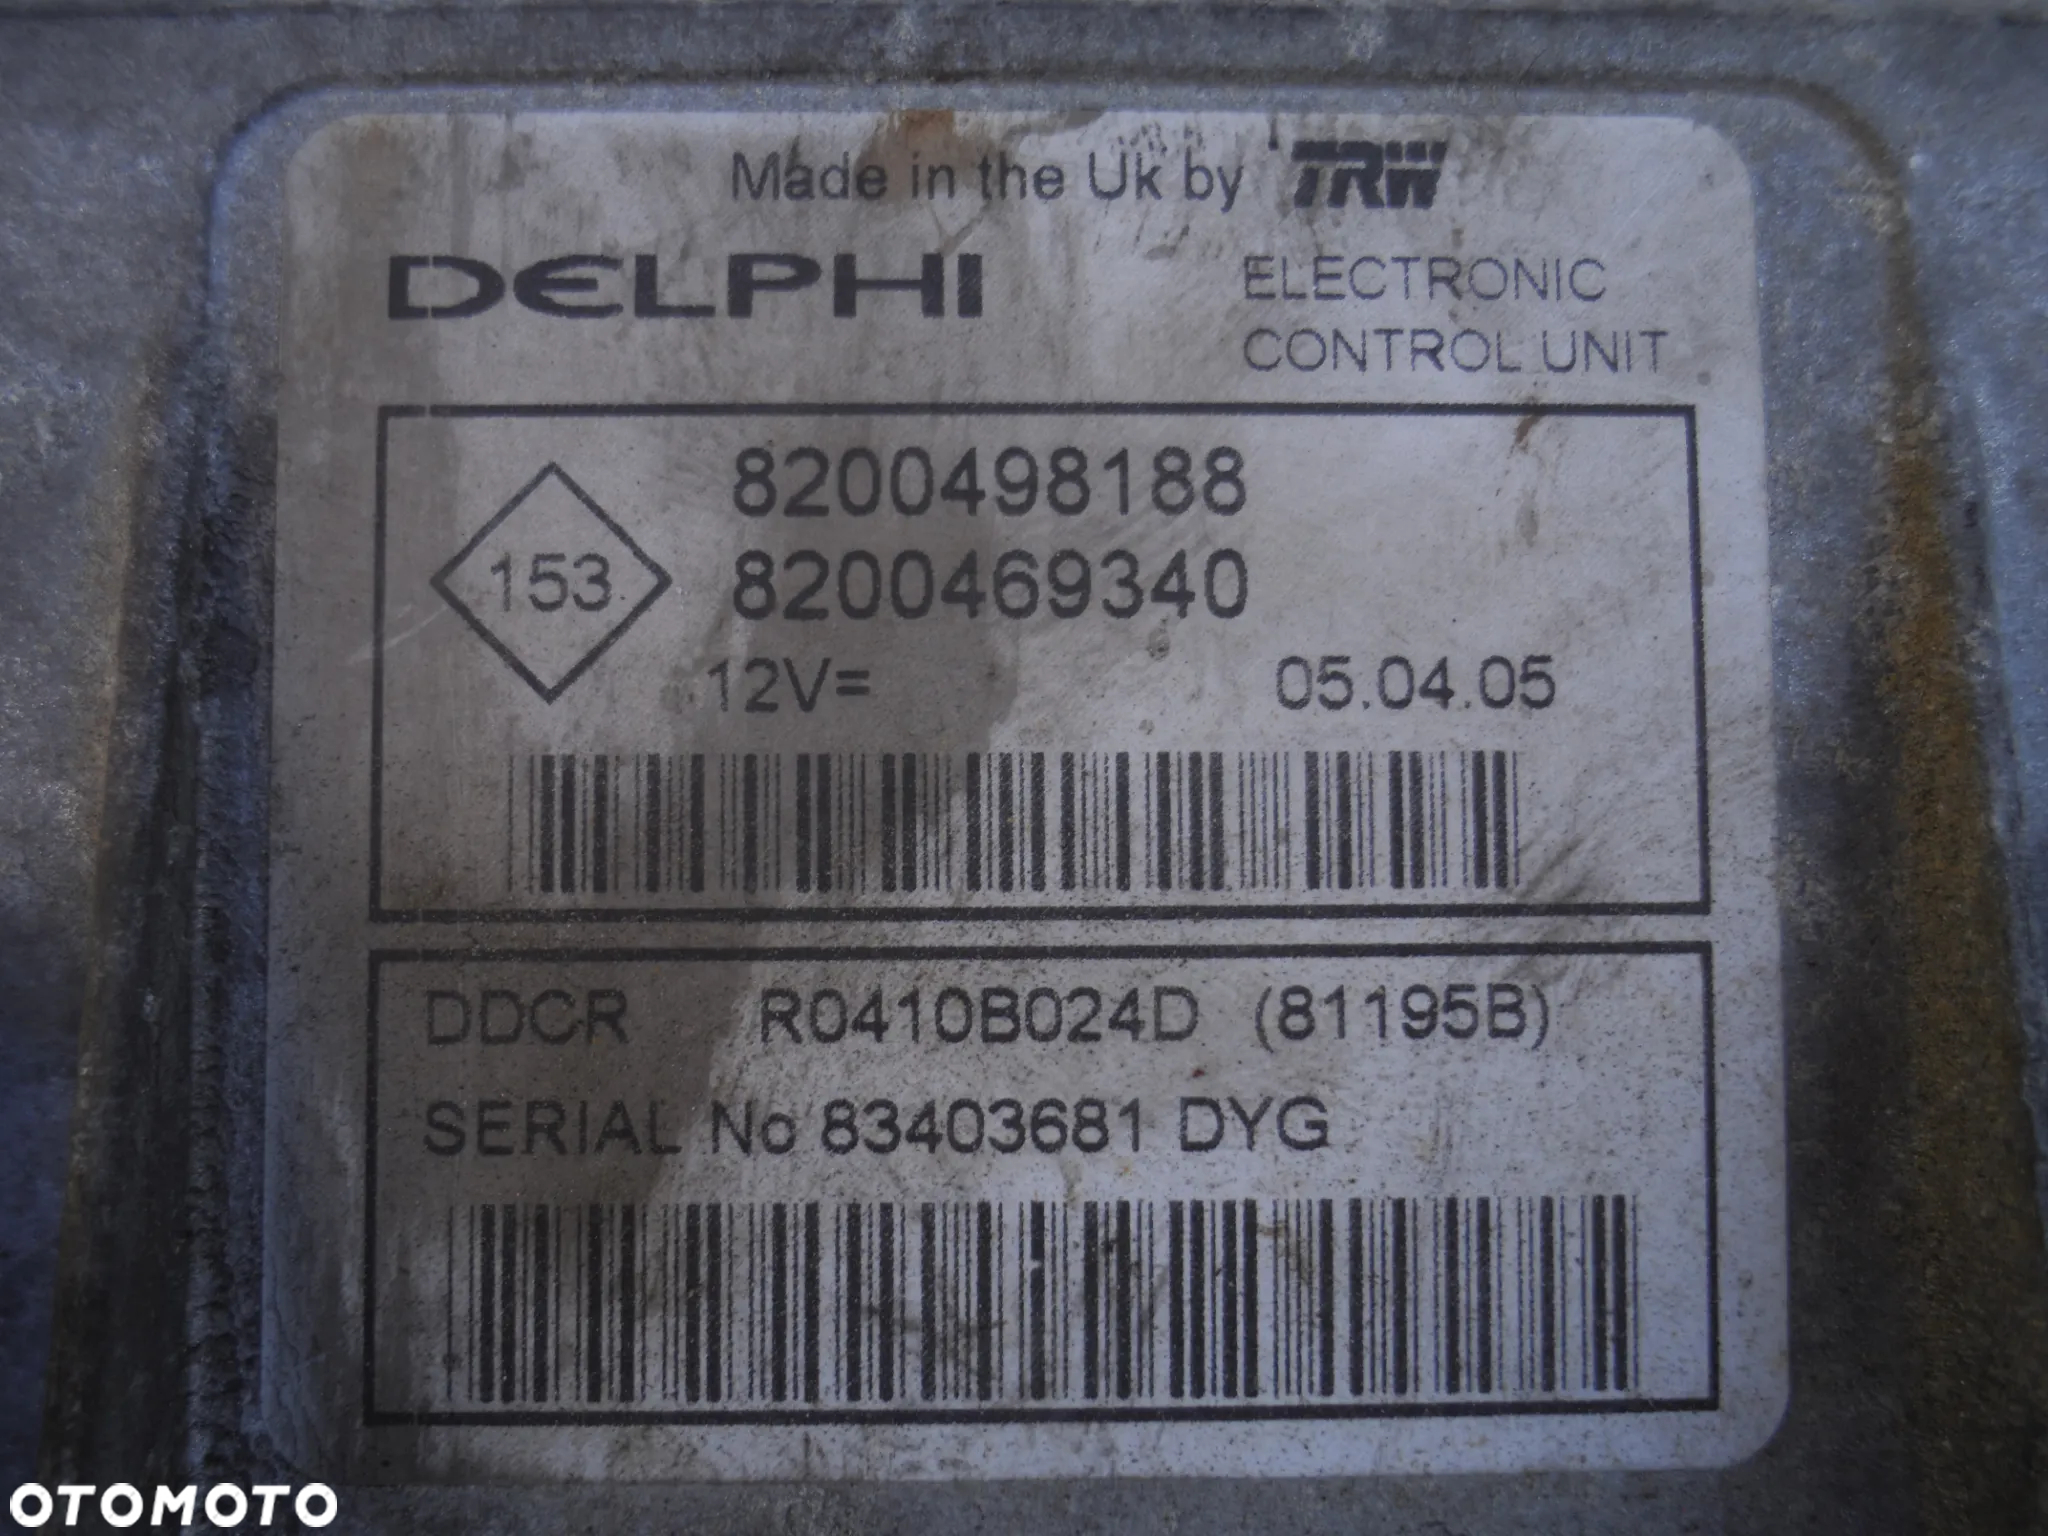 Made in the Uk by TRW
DELPHI
ELECTRONIC
CONTROL UNIT
8200498188
153
8200469340
12V=
05.04.05
DDCR R0410B024D (81195B)
SERIAL No 83403681 DYG
OTOMOTO